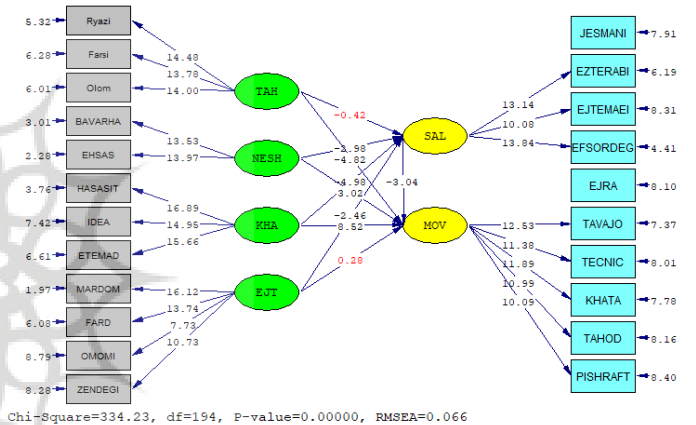 5.32 Ryazi
6.28 Farsi
6.01 Olom
3.01 BAVARHA
2.28 EHSAS
3.76 HASASIT
7.42 IDEA
6.61 ETEMAD
1.97 MARDOM
6.08 FARD
8.79 OMOMI
8.28 ZENDEGI
14.48
13.78
14.00
13.53
13.97
16.89
14.95
15.66
16.12
13.74
7.73
10.73
TAH
NESH
KHA
EJT
-0.42
-2.98
-4.82
-4.98
3.02
-2.46
8.52
0.28
-3.04
SAL
MOV
13.14
10.08
13.84
12.53
11.38
11.89
10.99
10.09
JESMANI 7.91
EZTERABI 6.19
EJTEMAEI 8.31
EFSORDEG 4.41
EJRA 8.10
TAVAJO 7.37
TECNIC 8.01
KHATA 7.78
TAHOD 8.16
PISHRAFT 8.40
Chi-Square=334.23, df=194, P-value=0.00000, RMSEA=0.066